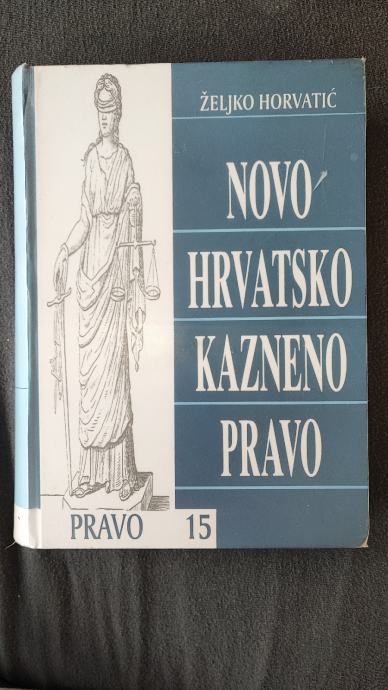 ŽELJKO HORVATIĆ
NOVO
HRVATSKO
KAZNENO
PRAVO
PRAVO 15